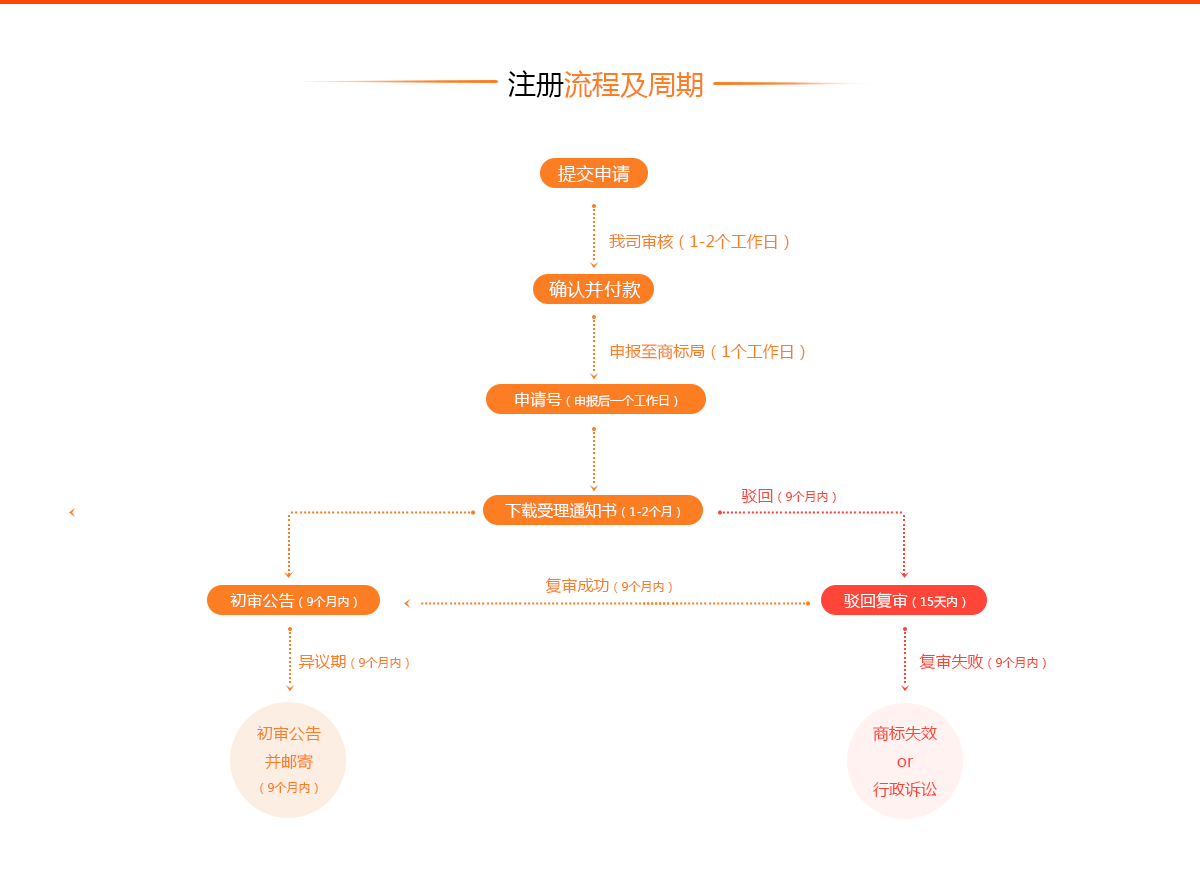 注册流程及周期
提交申请
我司审核（1-2个工作日）
确认并付款
申报至商标局（1个工作日）
申请号（申报后一个工作日）
驳回（9个月内）
下载受理通知书（1-2个月）
复审成功（9个月内）
初审公告（9个月内）
驳回复审（15天内）
异议期（9个月内）
复审失败（9个月内）
初审公告
并邮寄
（9个月内）
商标失效
or
行政诉讼